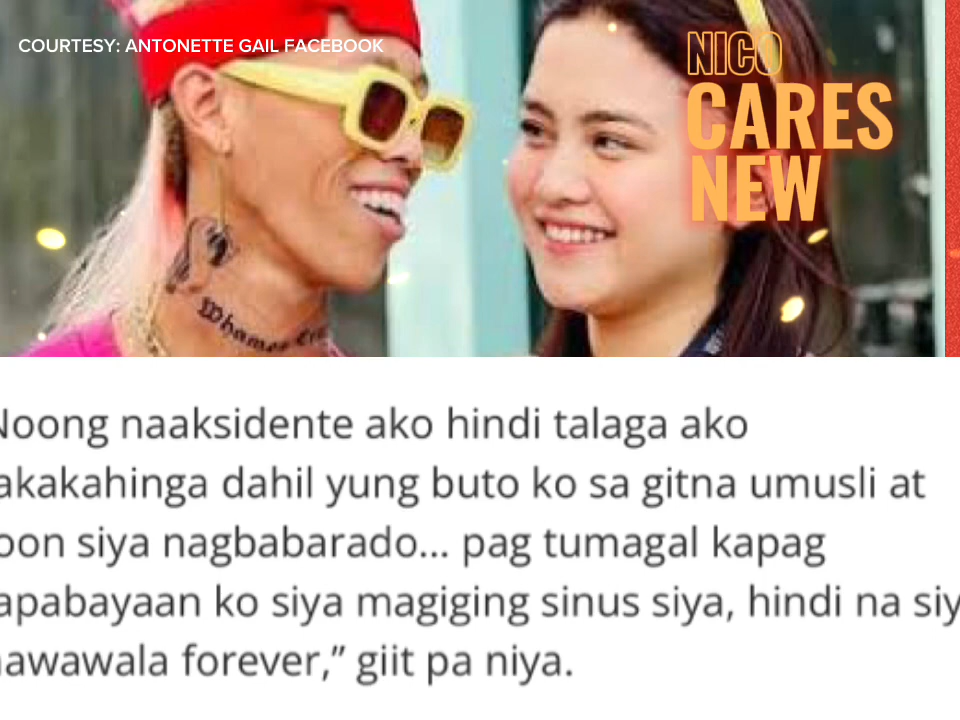 COURTESY: ANTONETTE GAIL FACEBOOK
NICO
CARES
NEW
Noong naaksidente ako hindi talaga ako
akakahinga dahil yung buto ko sa gitna umusli at
oon siya nagbabarado... pag tumagal kapag
apabayaan ko siya magiging sinus siya, hindi na siy
awawala forever,” giit pa niya.